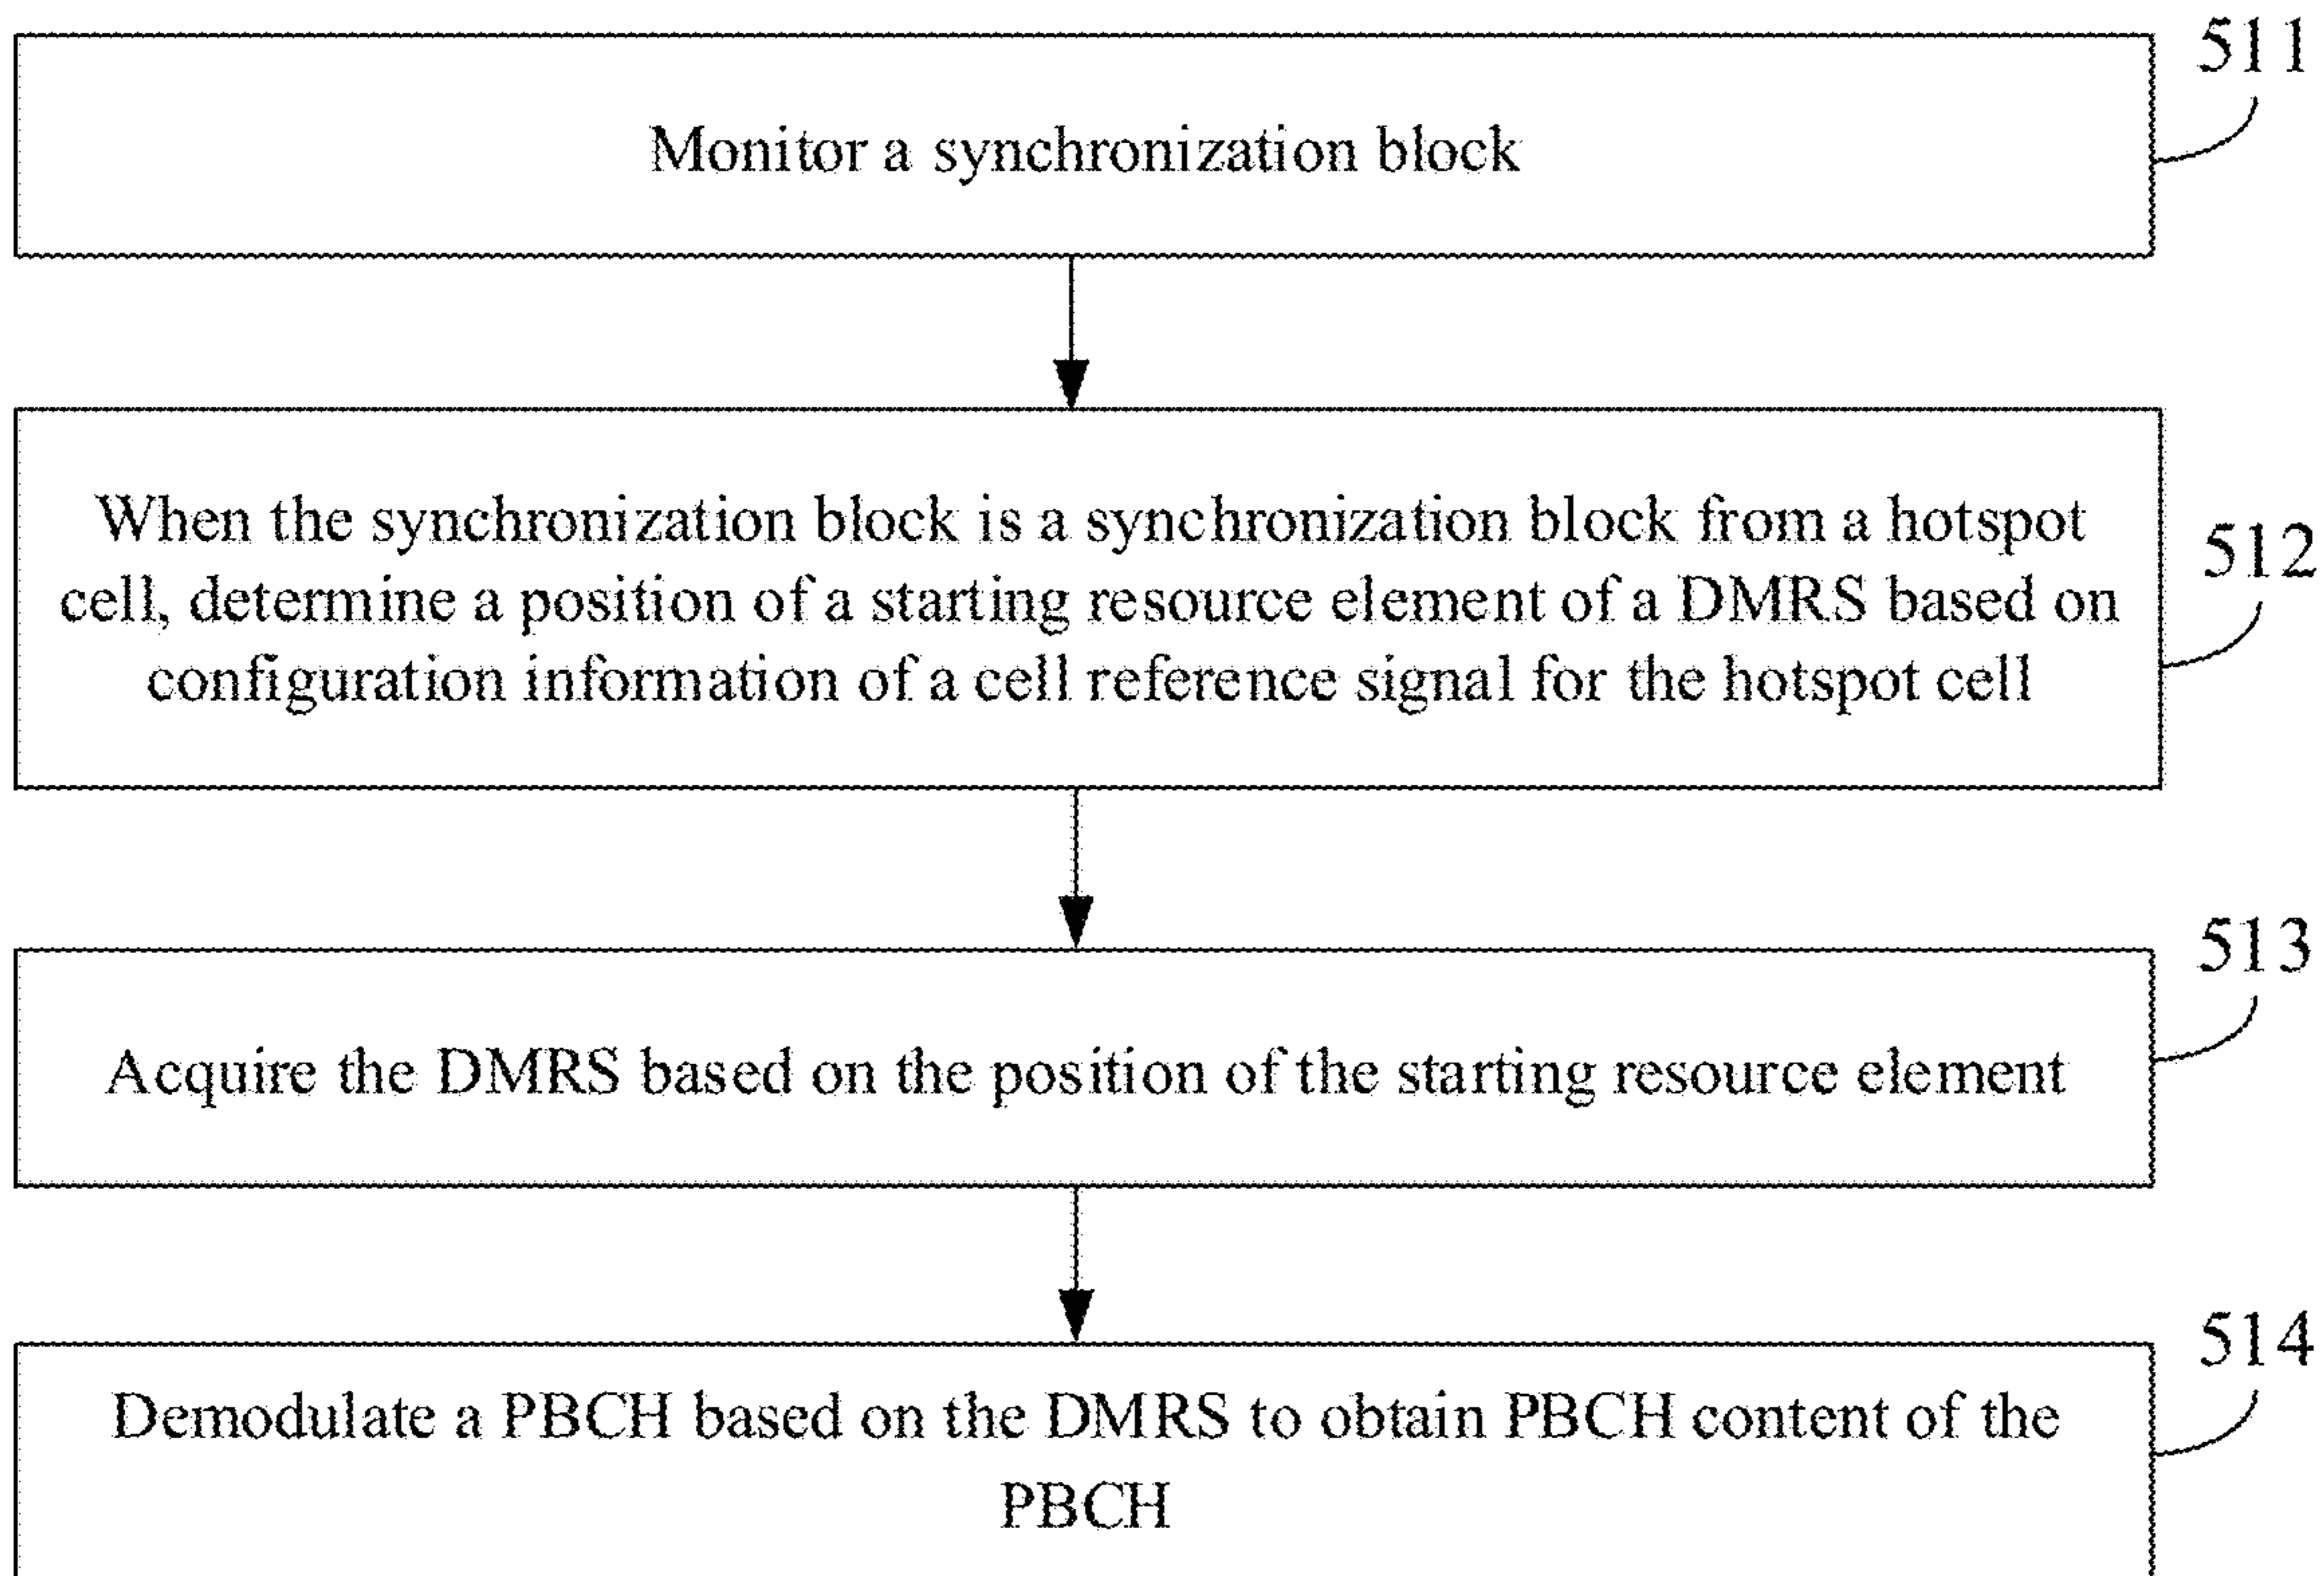 511
Monitor a synchronization block
When the synchronization block is a synchronization block from a hotspot
512
cell, determine a position of a starting resource element of a DMRS based on
configuration information of a cell reference signal for the hotspot cell
513
Acquire the DMRS based on the position of the starting resource element
514
Demodulate a PBCH based on the DMRS to obtain PBCH content of the
PBCH